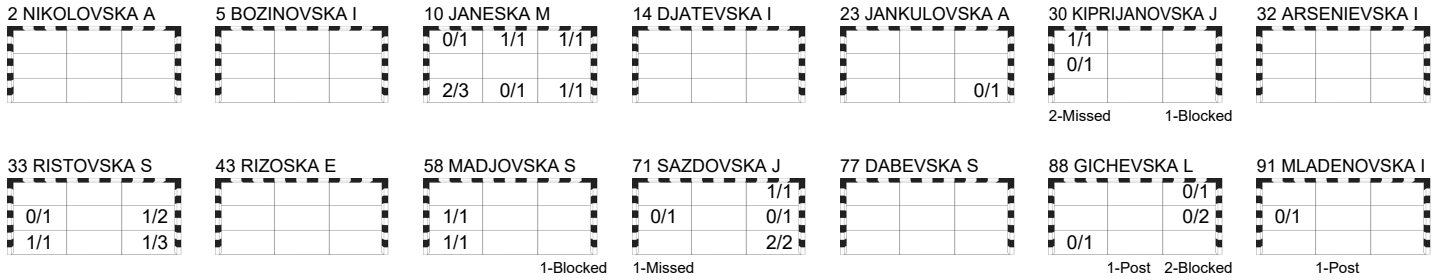 2 NIKOLOVSKA A 5 BOZINOVSKA I 10 JANESKA M 14 DJATEVSKA I 23 JANKULOVSKA A 30 KIPRIJANOVSKA J 32 ARSENIEVSKA I
0/1 1/1 1/1 1/1
0/1
2/3 0/1 1/1 0/1
2-Missed 1-Blocked
33 RISTOVSKA S 43 RIZOSKA E 58 MADJOVSKA S 71 SAZDOVSKA J 77 DABEVSKA S 88 GICHEVSKA L 91 MLADENOVSKA I
1/1 0/1
0/1 1/2 1/1 0/1 0/1 0/2 0/1
1/1 1/3 1/1 2/2 0/1
1-Blocked 1-Missed 1-Post 2-Blocked 1-Post